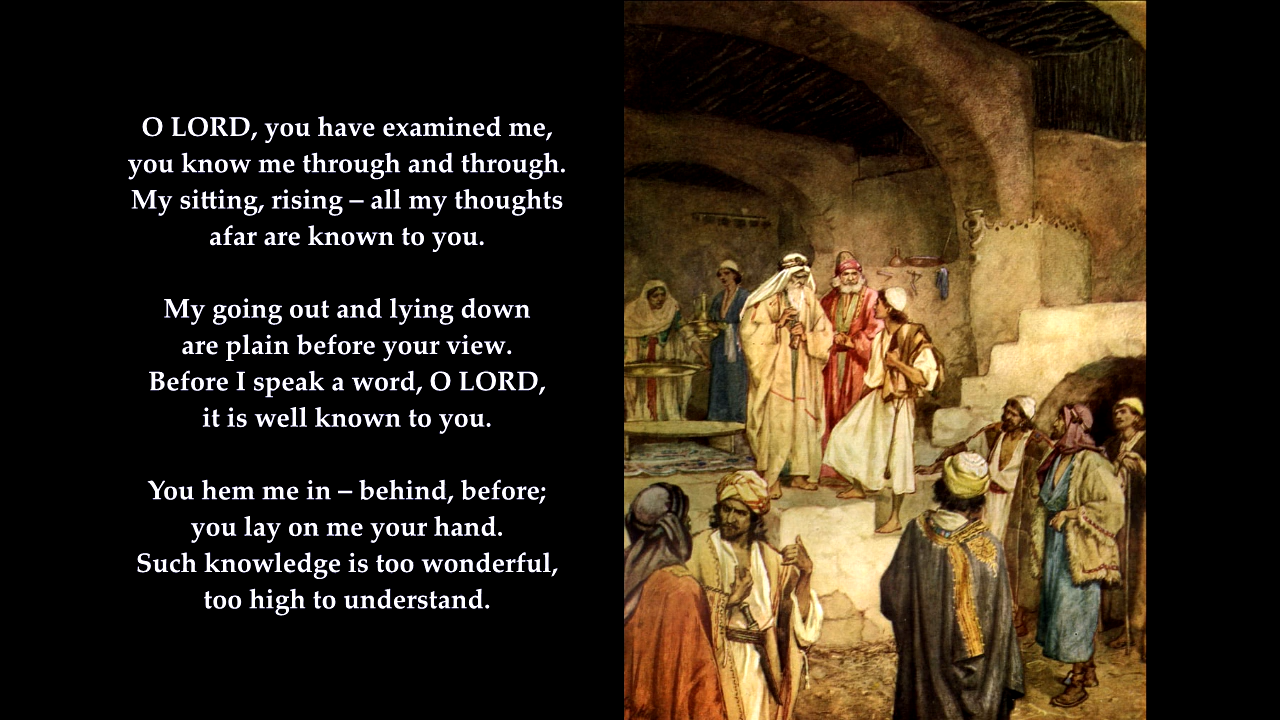 O LORD, you have examined me,
you know me through and through.
My sitting, rising – all my thoughts
afar are known to you.
My going out and lying down
are plain before your view.
Before I speak a word, O LORD,
it is well known to you.
You hem me in – behind, before;
you lay on me your hand.
Such knowledge is too wonderful,
too high to understand.